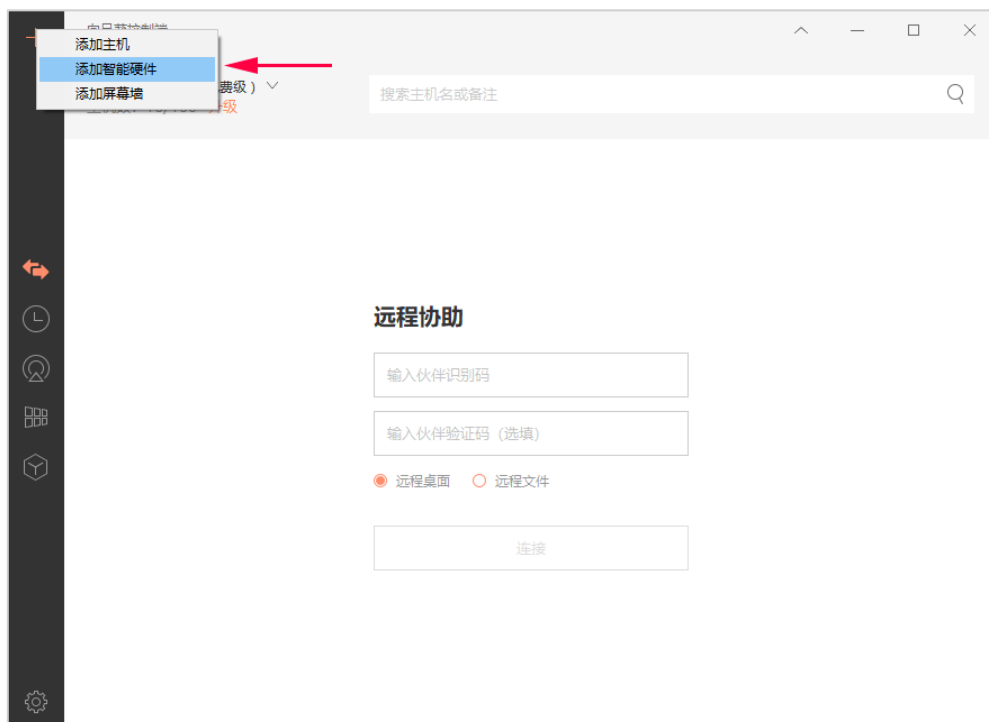 添加主机
添加智能硬件
添加屏幕墙
费级）
升级
搜索主机名或备注
远程协助
输入伙伴识别码
输入伙伴验证码（选填）
远程桌面 远程文件
连接